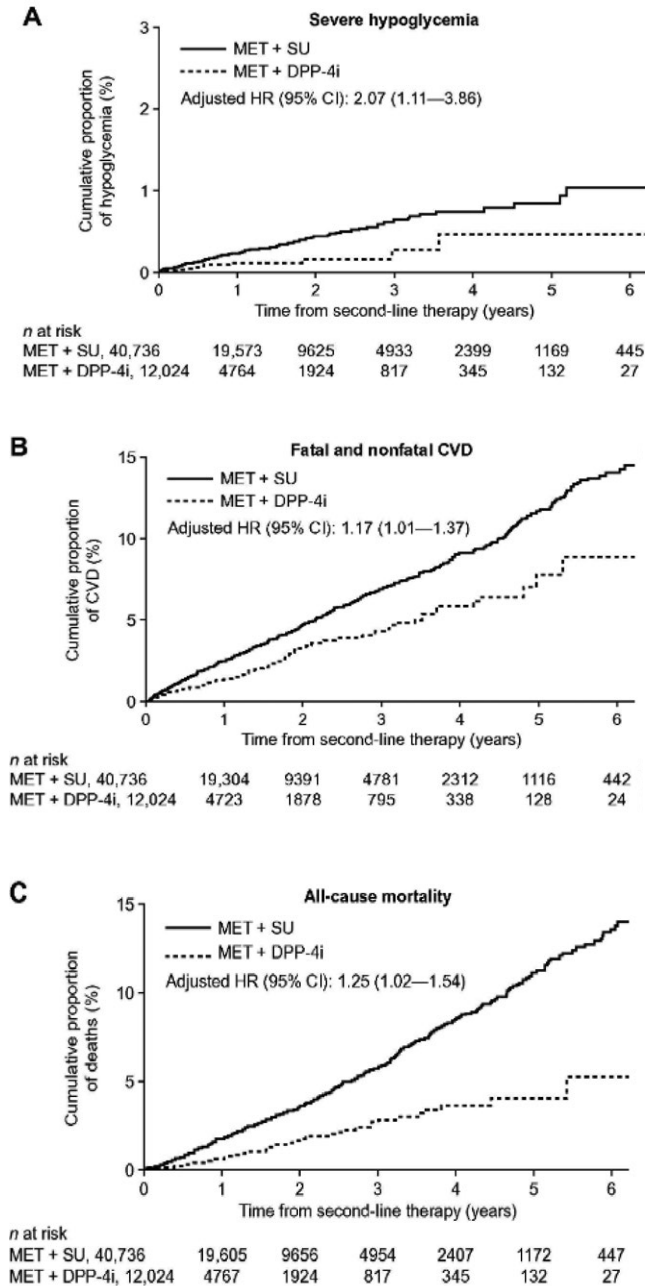 A
Severe hypoglycemia
3
2
1
0
Cumulative proportion
of hypoglycemia (%)
MET + SU
MET + DPP-4i
Adjusted HR (95% CI): 2.07 (1.11—3.86)
0 1 2 3 4 5 6
Time from second-line therapy (years)
n at risk
MET + SU, 40,736 19,573 9625 4933 2399 1169 445
MET + DPP-4i, 12,024 4764 1924 817 345 132 27
B
Fatal and nonfatal CVD
15
10
5
0
Cumulative proportion
of CVD (%)
MET + SU
MET + DPP-4i
Adjusted HR (95% CI): 1.17 (1.01—1.37)
0 1 2 3 4 5 6
Time from second-line therapy (years)
n at risk
MET + SU, 40,736 19,304 9391 4781 2312 1116 442
MET + DPP-4i, 12,024 4723 1878 795 338 128 24
C
All-cause mortality
15
10
5
0
Cumulative proportion
of deaths (%)
MET + SU
MET + DPP-4i
Adjusted HR (95% CI): 1.25 (1.02—1.54)
0 1 2 3 4 5 6
Time from second-line therapy (years)
n at risk
MET + SU, 40,736 19,605 9656 4954 2407 1172 447
MET + DPP-4i, 12,024 4767 1924 817 345 132 27